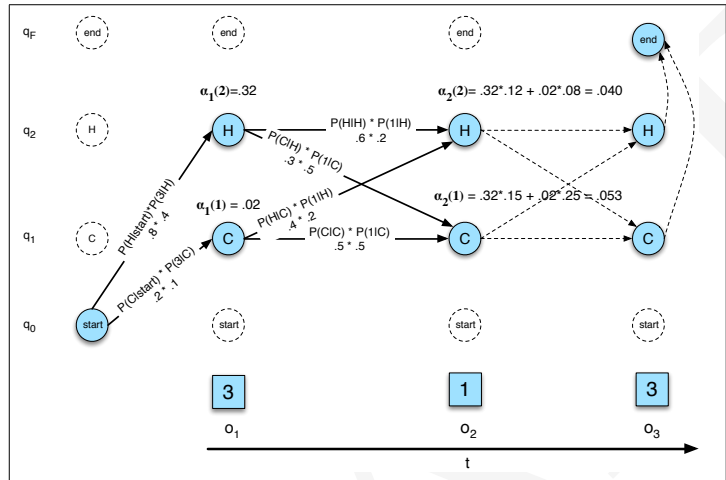 q_F end end end end
α₁(2)=.32 α₂(2)= .32*.12 + .02*.08 = .040
q₂ H H H H
P(H|H) * P(1|H)
.6 * .2
P(C|H) * P(1|C)
.3 * .5
P(H|start)*P(3|H)
.8 * .4
α₁(1) = .02 α₂(1) = .32*.15 + .02*.25 = .053
P(H|C) * P(1|H)
.4 * .2
q₁ C C C C
P(C|C) * P(1|C)
.5 * .5
P(C|start) * P(3|C)
.2 * .1
q₀ start start start start
3 1 3
o₁ o₂ o₃
t